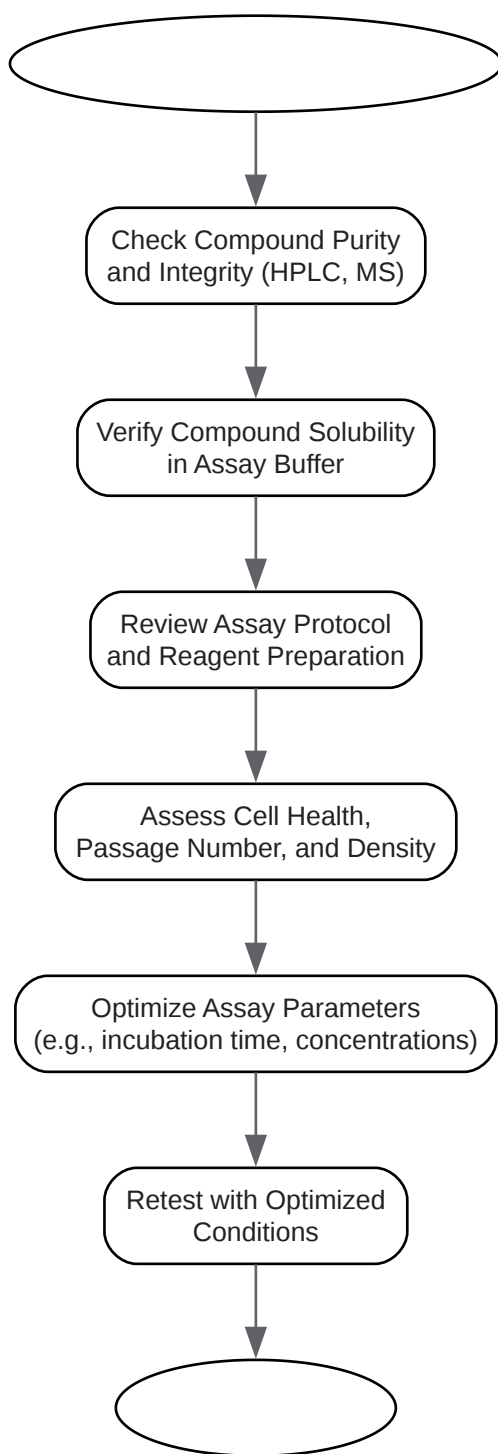 Check Compound Purity
and Integrity (HPLC, MS)
Verify Compound Solubility
in Assay Buffer
Review Assay Protocol
and Reagent Preparation
Assess Cell Health,
Passage Number, and Density
Optimize Assay Parameters
(e.g., incubation time, concentrations)
Retest with Optimized
Conditions